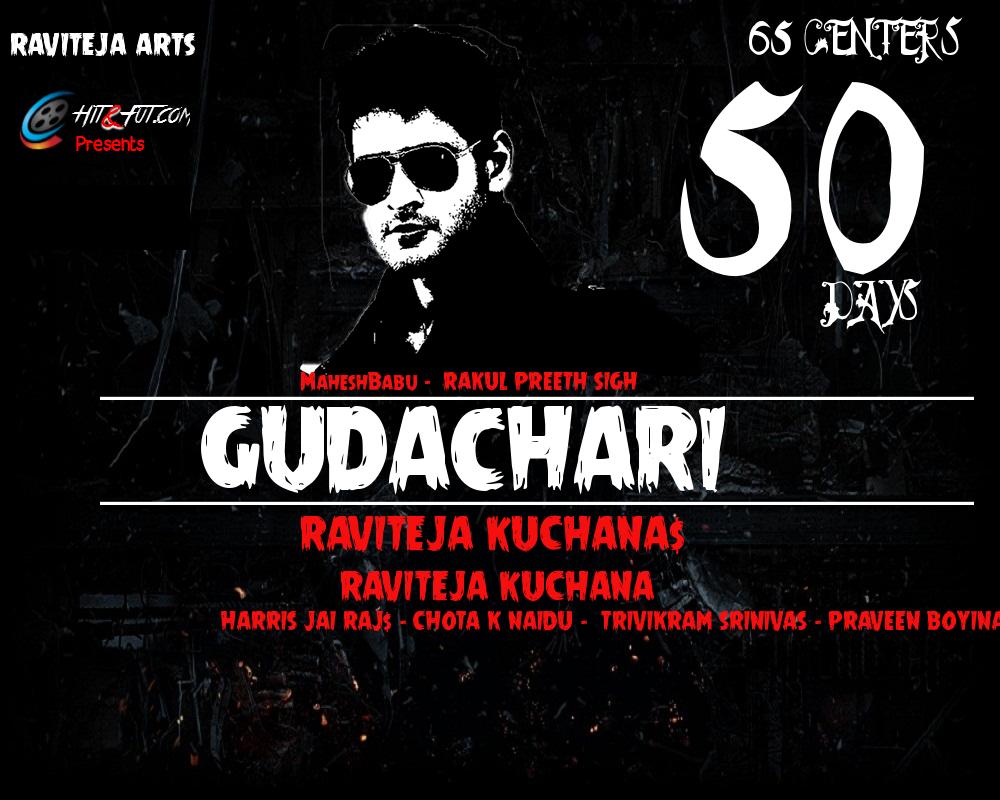 RAVITEJA ARTS
65 CENTERS
HIT&FUT.COM
Presents
50
DAYS
MAHESHBABU - RAKUL PREETH SIGH
GUDACHARI
RAVITEJA KUCHANAS
RAVITEJA KUCHANA
HARRIS JAI RAJS - CHOTA K NAIDU - TRIVIKRAM SRINIVAS - PRAVEEN BOYINA